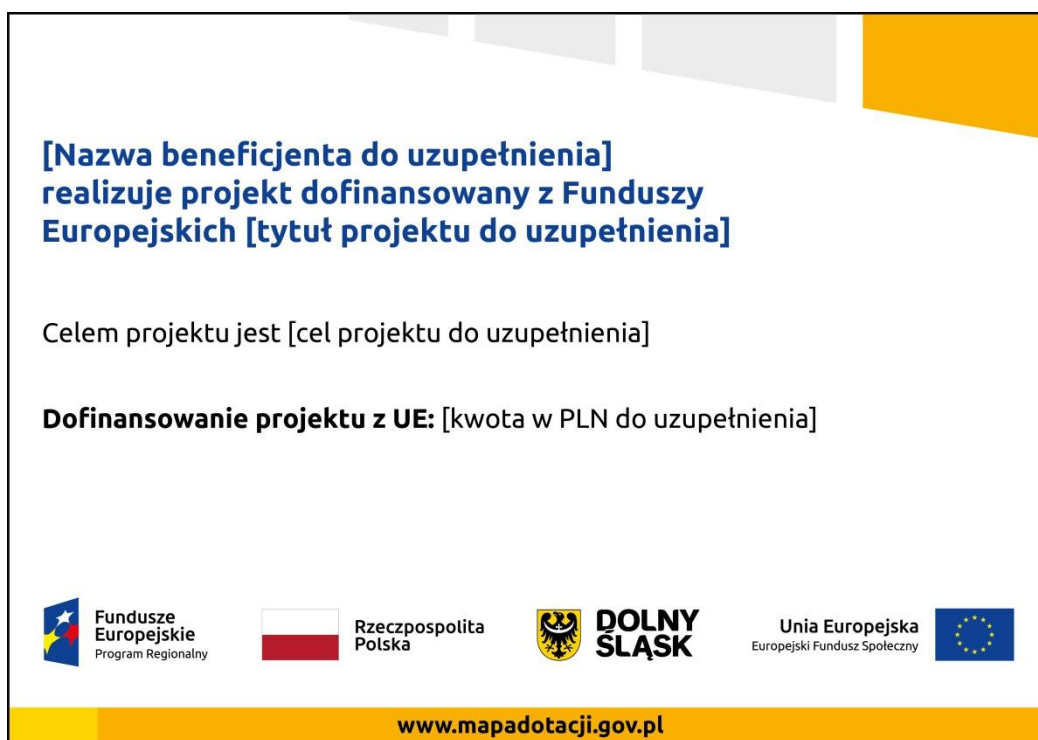 [Nazwa beneficjenta do uzupełnienia]
realizuje projekt dofinansowany z Funduszy
Europejskich [tytuł projektu do uzupełnienia]
Celem projektu jest [cel projektu do uzupełnienia]
Dofinansowanie projektu z UE: [kwota w PLN do uzupełnienia]
Fundusze
Europejskie
Program Regionalny
Rzeczpospolita
Polska
DOLNY
ŚLĄSK
Unia Europejska
Europejski Fundusz Społeczny
www.mapadotacji.gov.pl